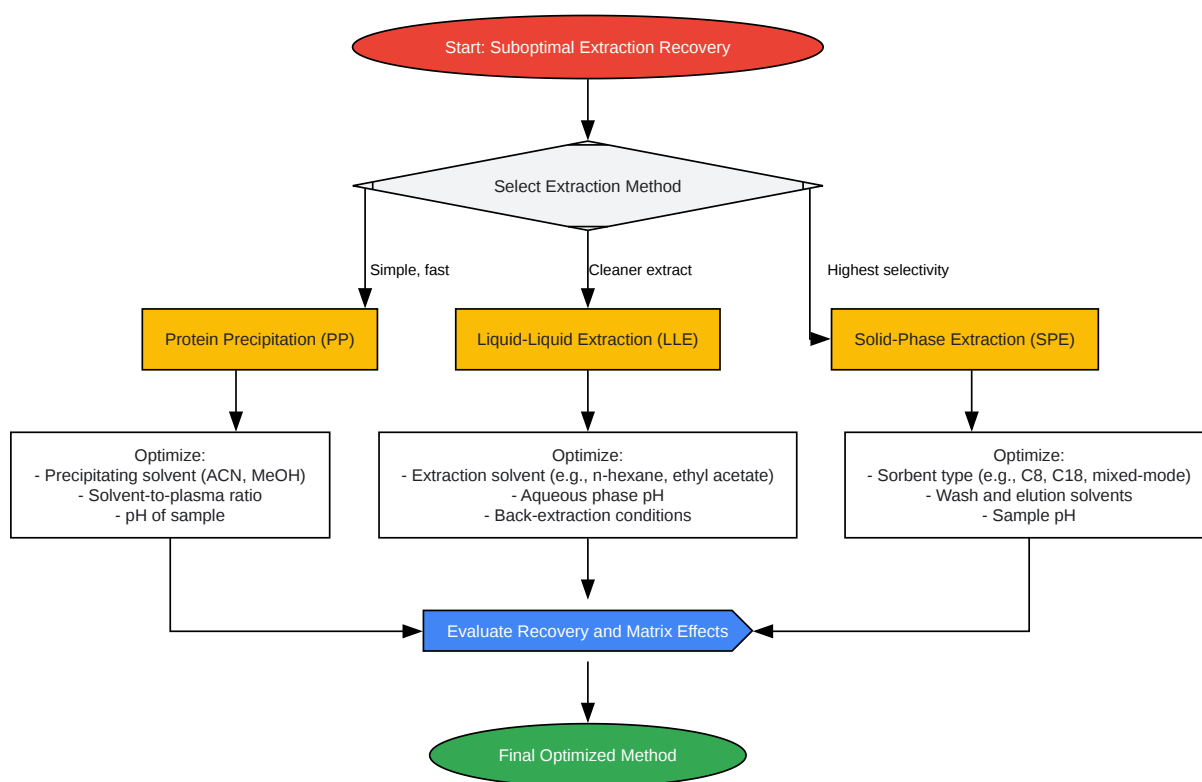 Start: Suboptimal Extraction Recovery
Select Extraction Method
Simple, fast
Cleaner extract
Highest selectivity
Protein Precipitation (PP)
Liquid-Liquid Extraction (LLE)
Solid-Phase Extraction (SPE)
Optimize:
- Precipitating solvent (ACN, MeOH)
- Solvent-to-plasma ratio
- pH of sample
Optimize:
- Extraction solvent (e.g., n-hexane, ethyl acetate)
- Aqueous phase pH
- Back-extraction conditions
Optimize:
- Sorbent type (e.g., C8, C18, mixed-mode)
- Wash and elution solvents
- Sample pH
Evaluate Recovery and Matrix Effects
Final Optimized Method